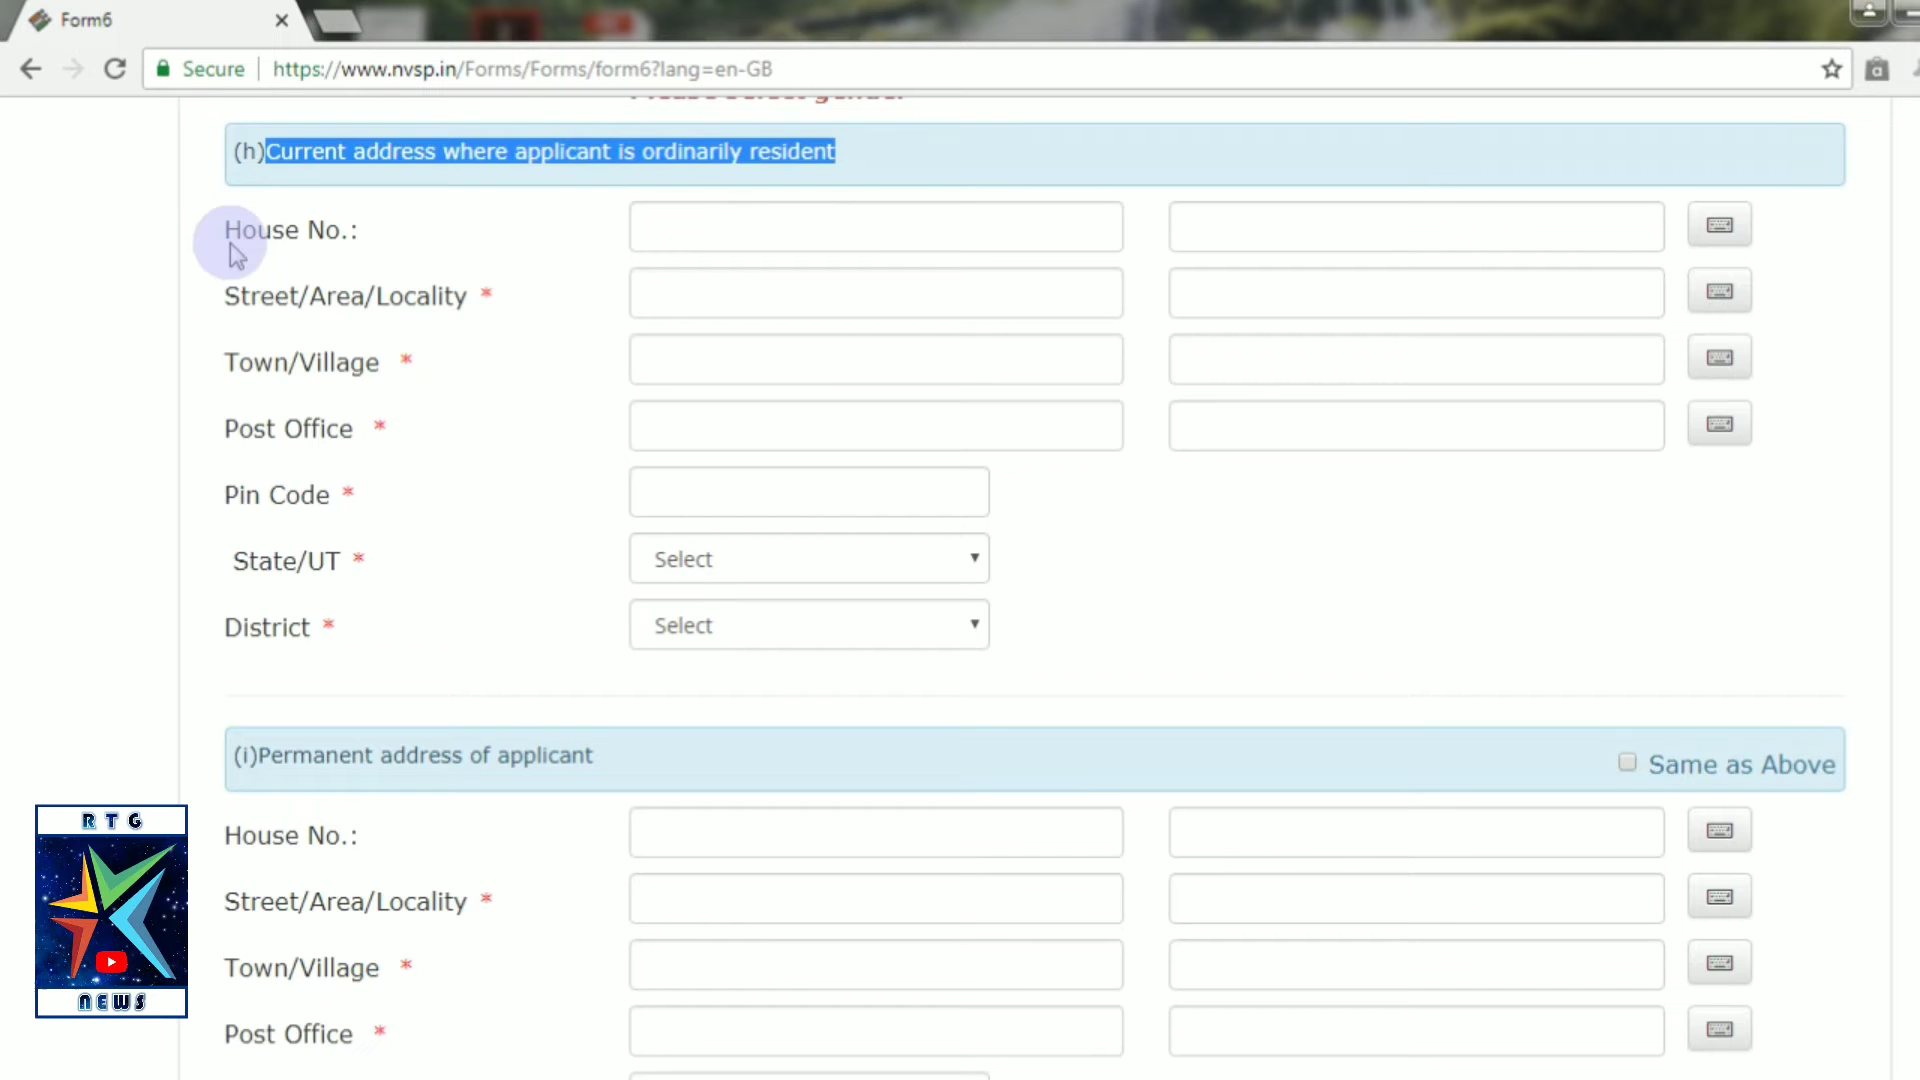 Form6
Secure https://www.nvsp.in/Forms/Forms/form6?lang=en-GB
(h)Current address where applicant is ordinarily resident
House No.:
Street/Area/Locality *
Town/Village *
Post Office *
Pin Code *
State/UT * Select
District * Select
(i)Permanent address of applicant Same as Above
House No.:
Street/Area/Locality *
Town/Village *
Post Office *
RTG
NEWS